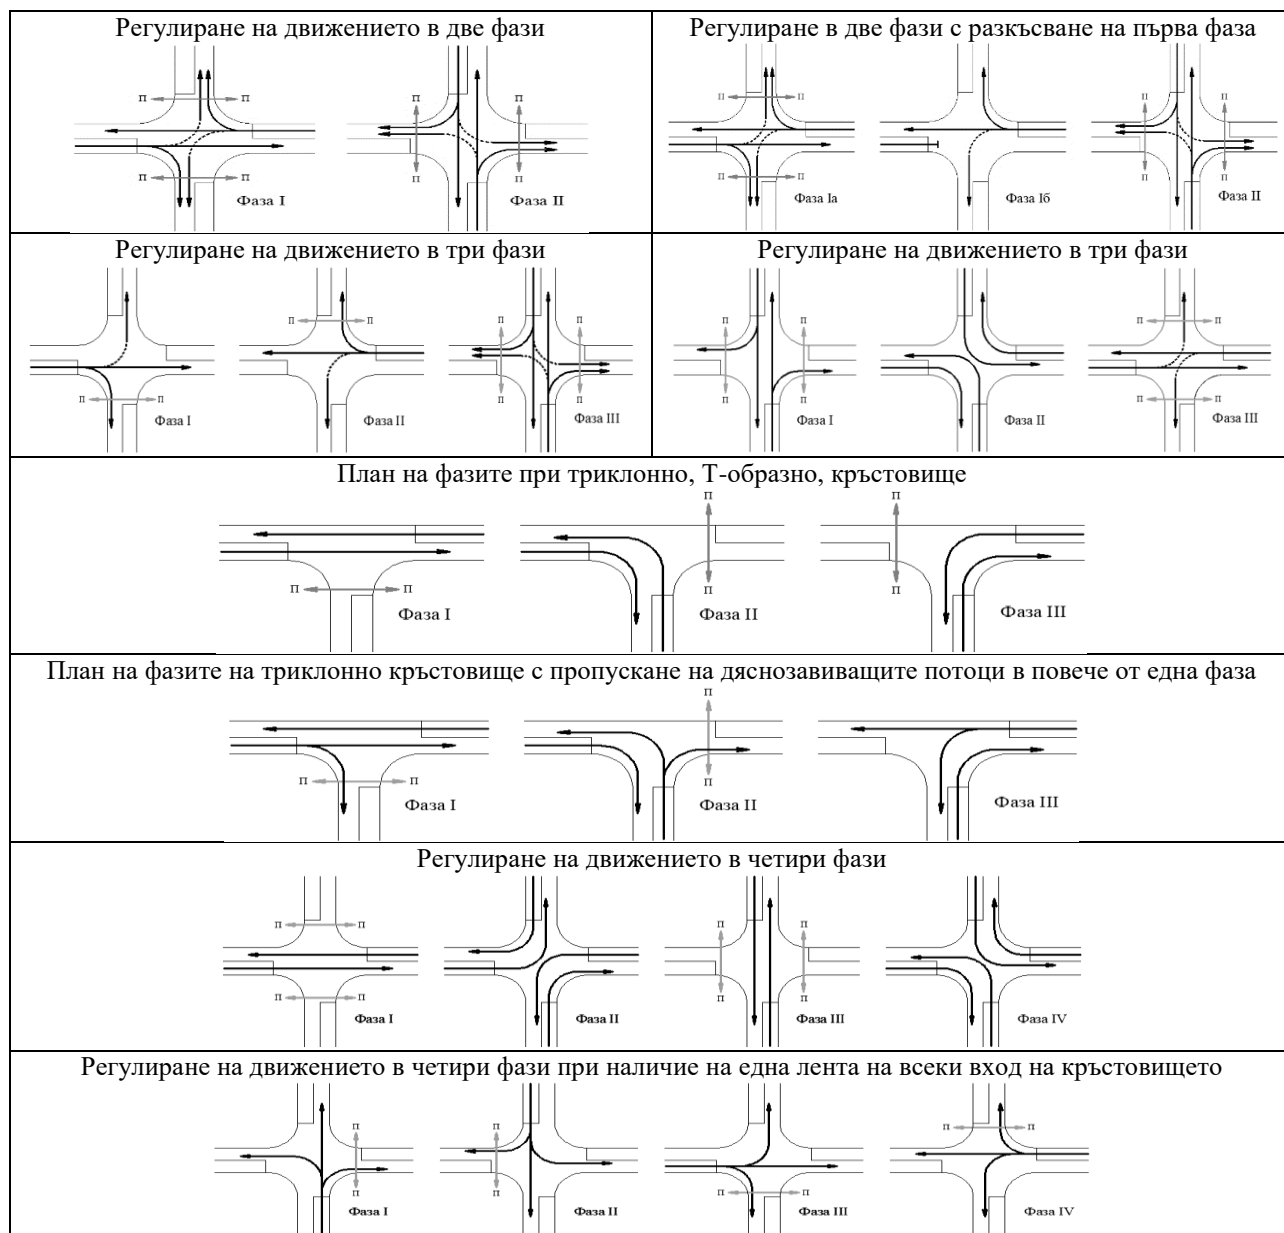 Регулиране на движението в две фази
Регулиране в две фази с разкъсване на първа фаза
П П
П П
Фаза I
П П
П П
Фаза II
П П
П П
Фаза Iа
Фаза Iб
П П
П П
Фаза II
Регулиране на движението в три фази
Регулиране на движението в три фази
П П
Фаза I
П П
Фаза II
П П
П П
Фаза III
П П
П П
Фаза I
Фаза II
П П
П П
Фаза III
План на фазите при триклонно, Т-образно, кръстовище
П П
Фаза I
П
П
Фаза II
П
П
Фаза III
План на фазите на триклонно кръстовище с пропускане на дяснозавиващите потоци в повече от една фаза
П П
Фаза I
П
П
Фаза II
Фаза III
Регулиране на движението в четири фази
П П
П П
Фаза I
Фаза II
П П
П П
Фаза III
Фаза IV
Регулиране на движението в четири фази при наличие на една лента на всеки вход на кръстовището
П
П
Фаза I
П
П
Фаза II
П П
Фаза III
П П
Фаза IV